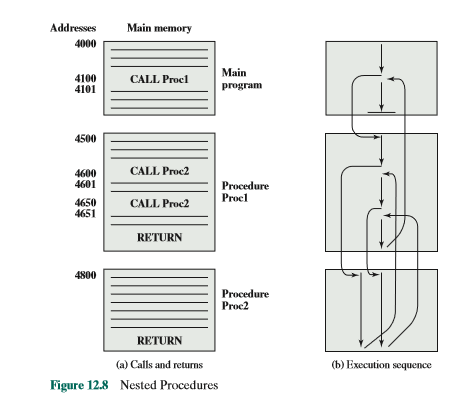 Addresses Main memory
4000
4100 CALL Proc1 Main
4101 program
4500
4600 CALL Proc2
4601 Procedure
4650 CALL Proc2 Proc1
4651
RETURN
4800
Procedure
Proc2
RETURN
(a) Calls and returns (b) Execution sequence
Figure 12.8 Nested Procedures